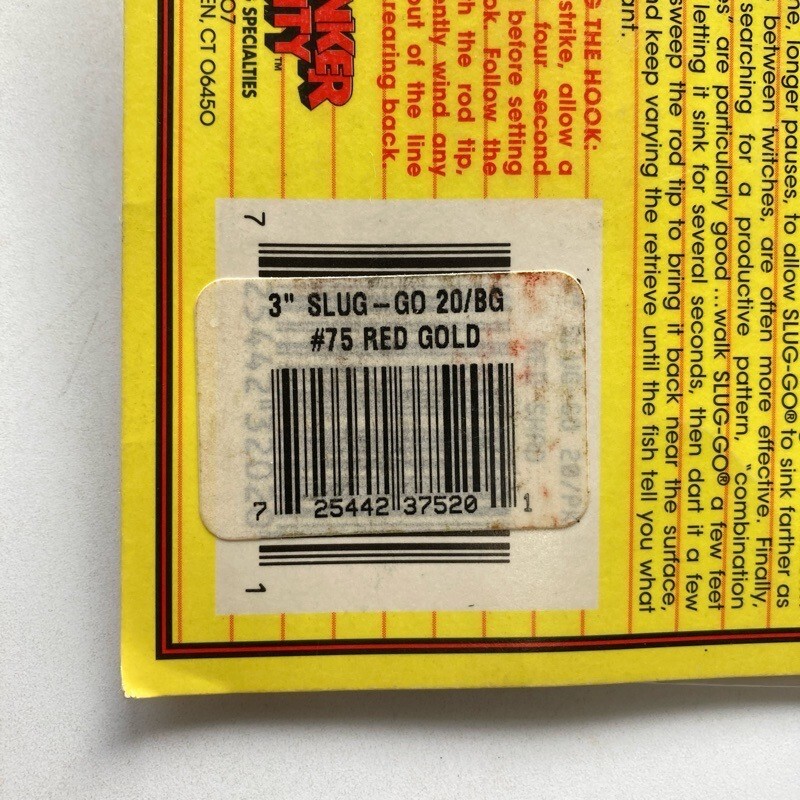 3" SLUG-GO 20/BG
#75 RED GOLD
7 25442 37520 1
7
1
NKER
ITY™
SPECIALTIES
07
EN, CT 06450
THE HOOK:
strike, allow a
four second
before setting
ok. Follow the
h the rod tip,
ently wind any
out of the line
rearing back.
ne, longer pauses, to allow SLUG-GO® to sink farther as
between twitches, are often more effective. Finally,
searching for a productive pattern, "combination
es" are particularly good ...walk SLUG-GO® a few feet
letting it sink for several seconds, then dart it a few
sweep the rod tip to bring it back near the surface,
nd keep varying the retrieve until the fish tell you what
ant.